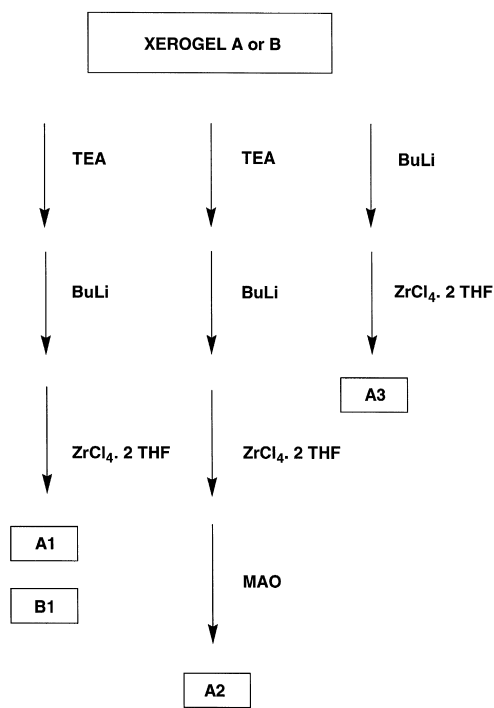 XEROGEL A or B
TEA
TEA
BuLi
BuLi
BuLi
ZrCl₄. 2 THF
A3
ZrCl₄. 2 THF
ZrCl₄. 2 THF
A1
MAO
B1
A2